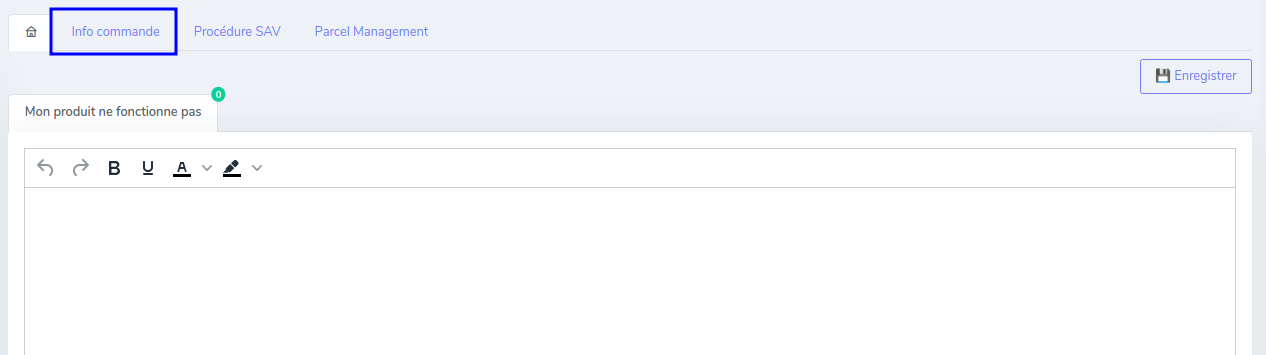 Info commande Procédure SAV Parcel Management
💾 Enregistrer
Mon produit ne fonctionne pas 0
B U A